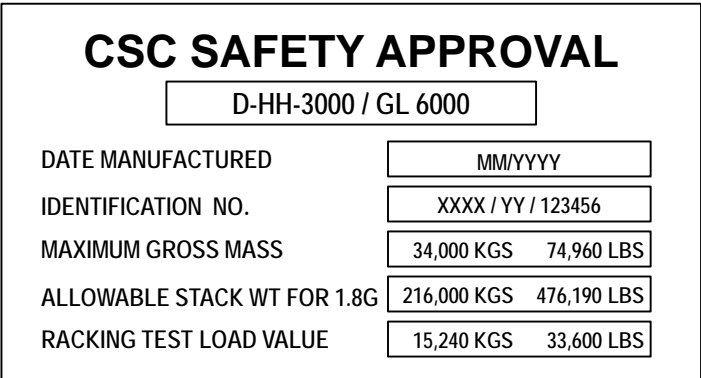 CSC SAFETY APPROVAL
D-HH-3000 / GL 6000
DATE MANUFACTURED MM/YYYY
IDENTIFICATION NO. XXXX / YY / 123456
MAXIMUM GROSS MASS 34,000 KGS 74,960 LBS
ALLOWABLE STACK WT FOR 1.8G 216,000 KGS 476,190 LBS
RACKING TEST LOAD VALUE 15,240 KGS 33,600 LBS